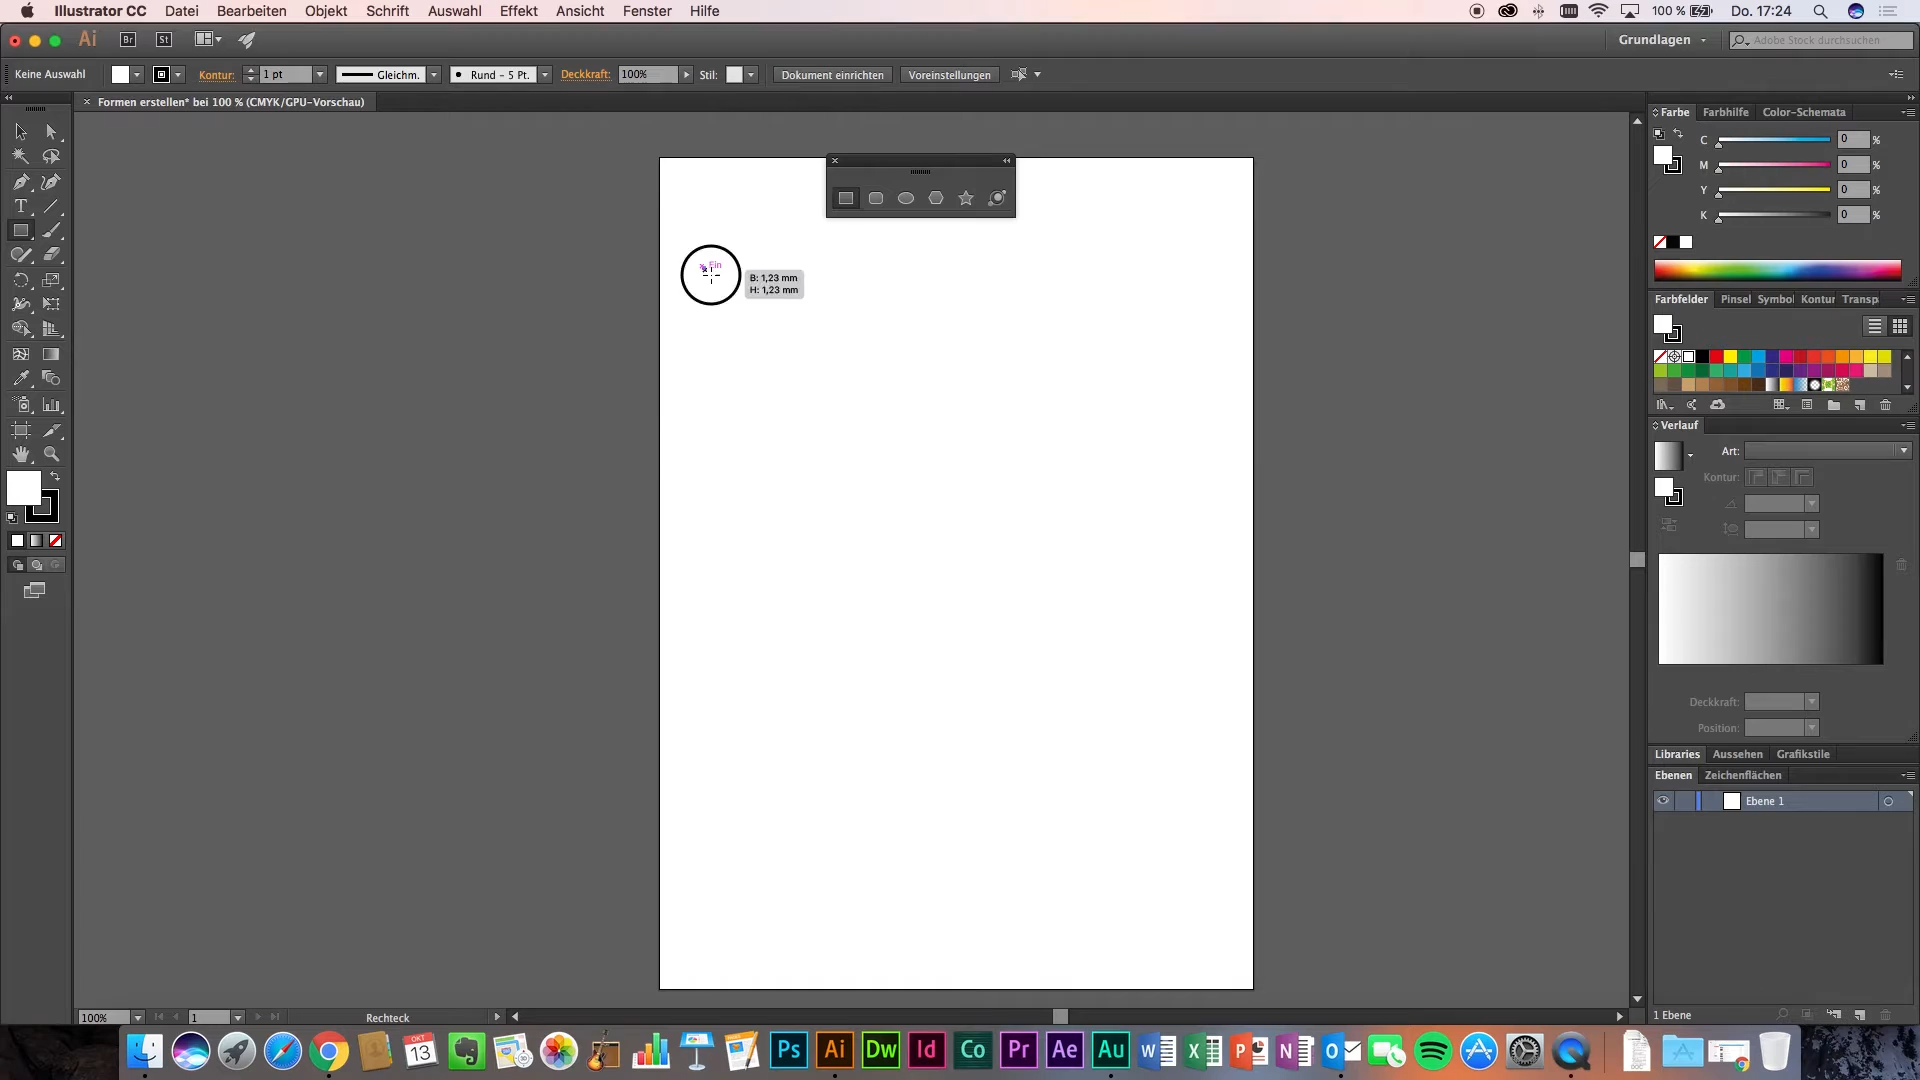 Illustrator CC Datei Bearbeiten Objekt Schrift Auswahl Effekt Ansicht Fenster Hilfe 100 % Do. 17:24
Ai Br St Grundlagen Adobe Stock durchsuchen
Keine Auswahl Kontur: 1 pt Gleichm. Rund - 5 Pt. Deckkraft: 100% Stil: Dokument einrichten Voreinstellungen
Formen erstellen* bei 100 % (CMYK/GPU-Vorschau)
Farbe Farbhilfe Color-Schemata
C 0 %
M 0 %
Y 0 %
K 0 %
B: 1,23 mm
H: 1,23 mm
Farbfelder Pinsel Symbol Kontur Transp
Verlauf
Art:
Kontur:
Deckkraft:
Position:
Libraries Aussehen Grafikstile
Ebenen Zeichenflächen
Ebene 1
1 Ebene
100% 1 Rechteck
OKT
13
Ps Ai Dw Id Co Pr Ae Au